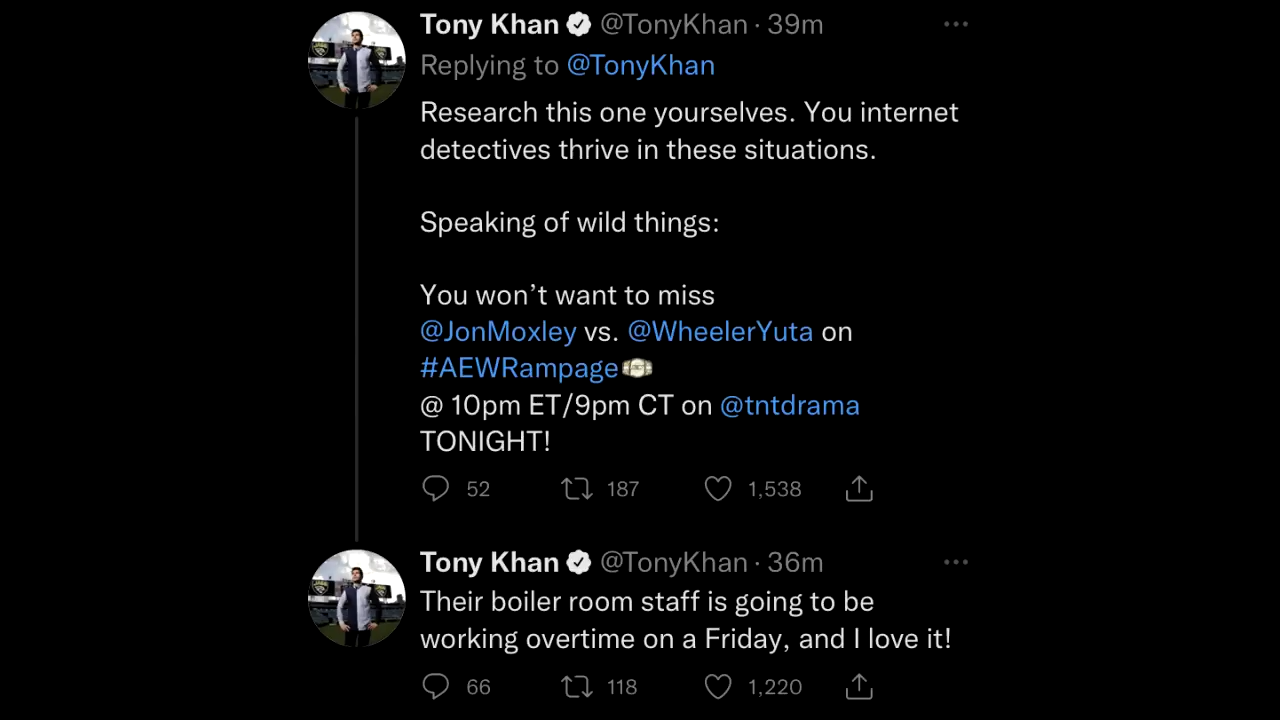 Tony Khan @TonyKhan · 39m
Replying to @TonyKhan
Research this one yourselves. You internet
detectives thrive in these situations.
Speaking of wild things:
You won’t want to miss
@JonMoxley vs. @WheelerYuta on
#AEWRampage
@ 10pm ET/9pm CT on @tntdrama
TONIGHT!
52 187 1,538
Tony Khan @TonyKhan · 36m
Their boiler room staff is going to be
working overtime on a Friday, and I love it!
66 118 1,220